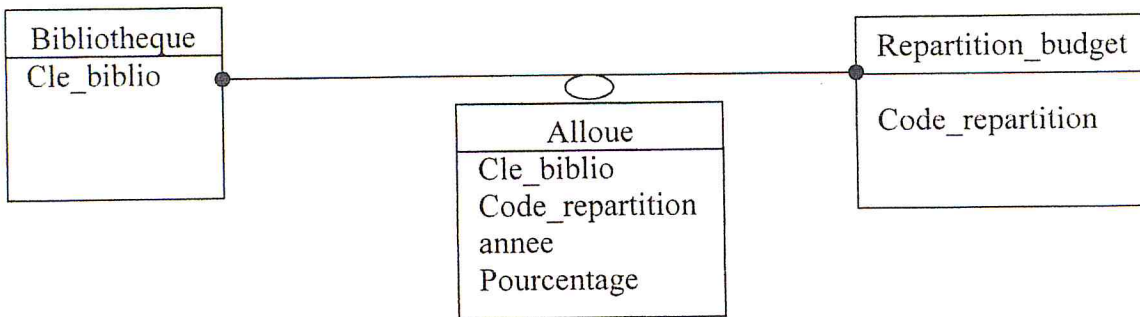 Bibliotheque
Cle_biblio
Repartition_budget
Code_repartition
Alloue
Cle_biblio
Code_repartition
annee
Pourcentage